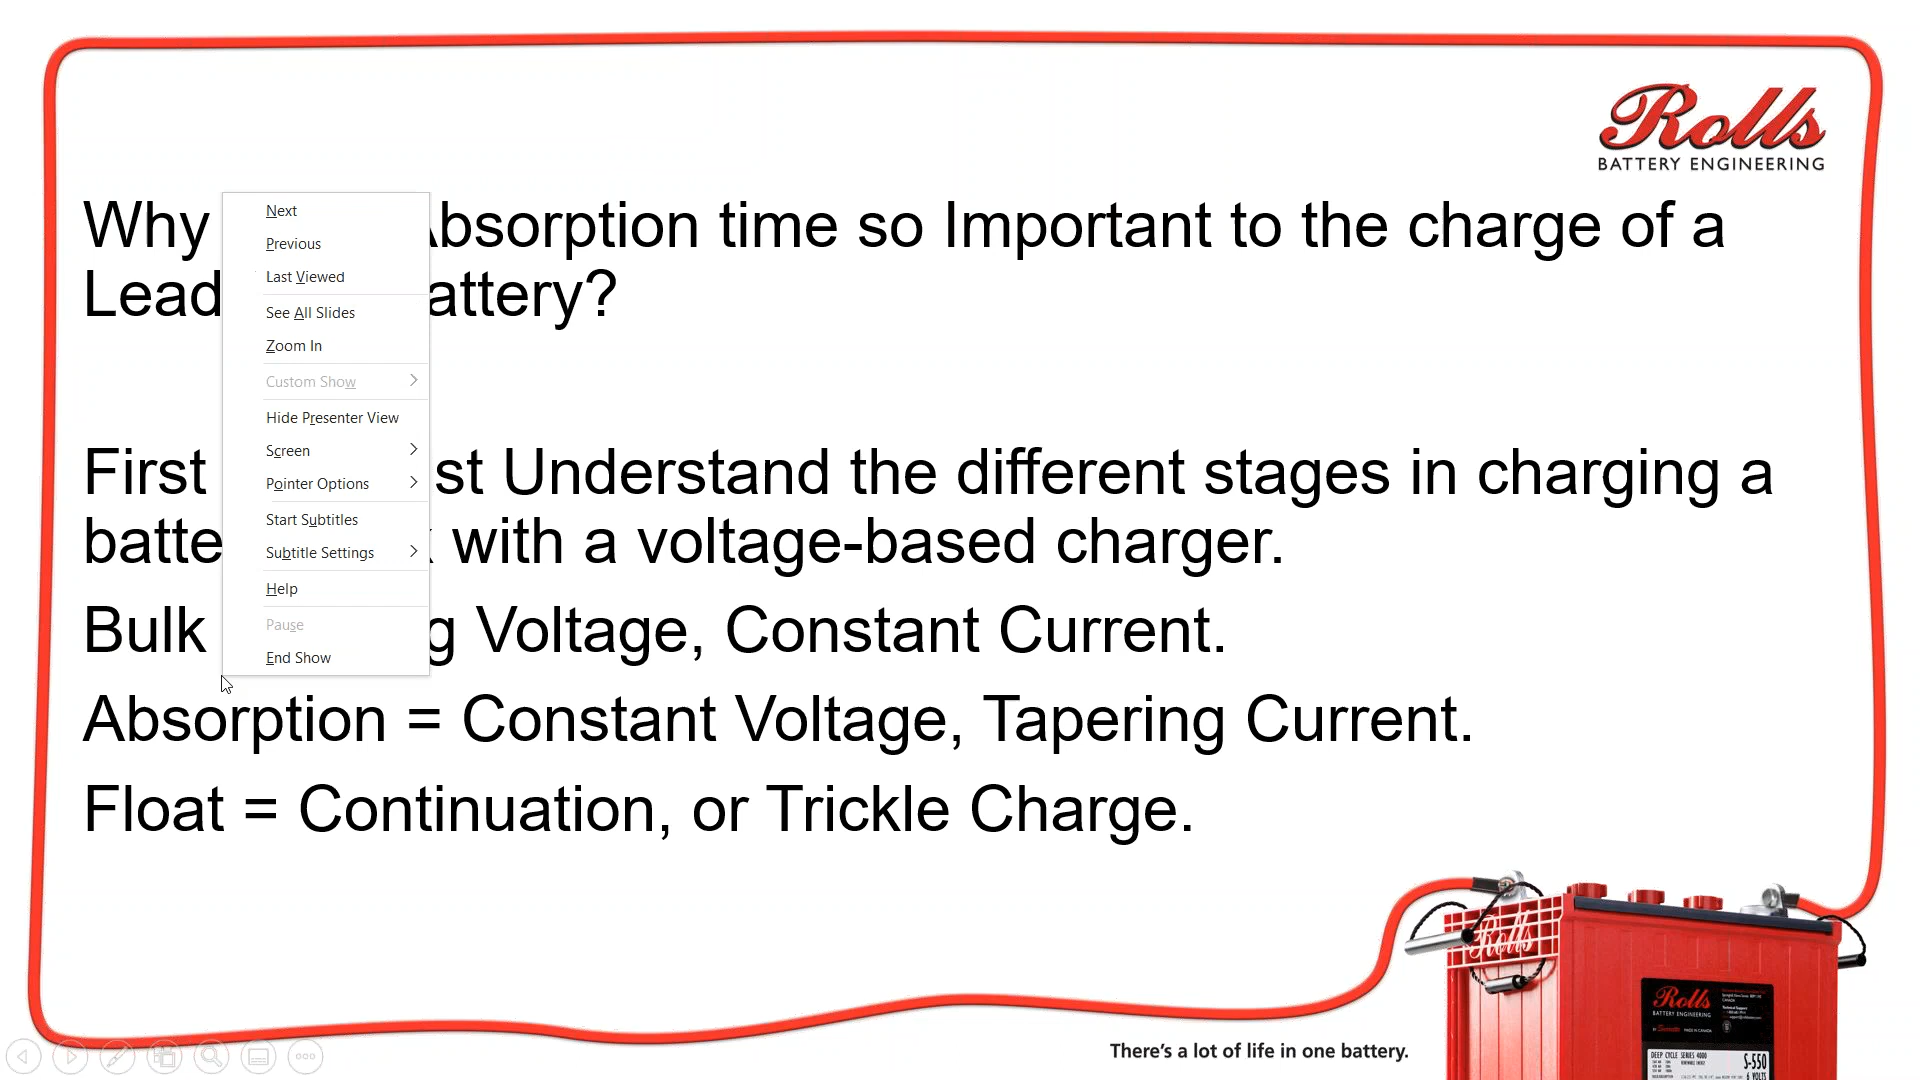 Rolls
BATTERY ENGINEERING
Why bsorption time so Important to the charge of a
Lead attery?
Next
Previous
Last Viewed
See All Slides
Zoom In
Custom Show
Hide Presenter View
Screen
Pointer Options
Start Subtitles
Subtitle Settings
Help
Pause
End Show
First st Understand the different stages in charging a
batte with a voltage-based charger.
Bulk g Voltage, Constant Current.
Absorption = Constant Voltage, Tapering Current.
Float = Continuation, or Trickle Charge.
Rolls
Rolls
BATTERY ENGINEERING
DEEP CYCLE SERIES 4000
S-550
6 VOLTS
There's a lot of life in one battery.